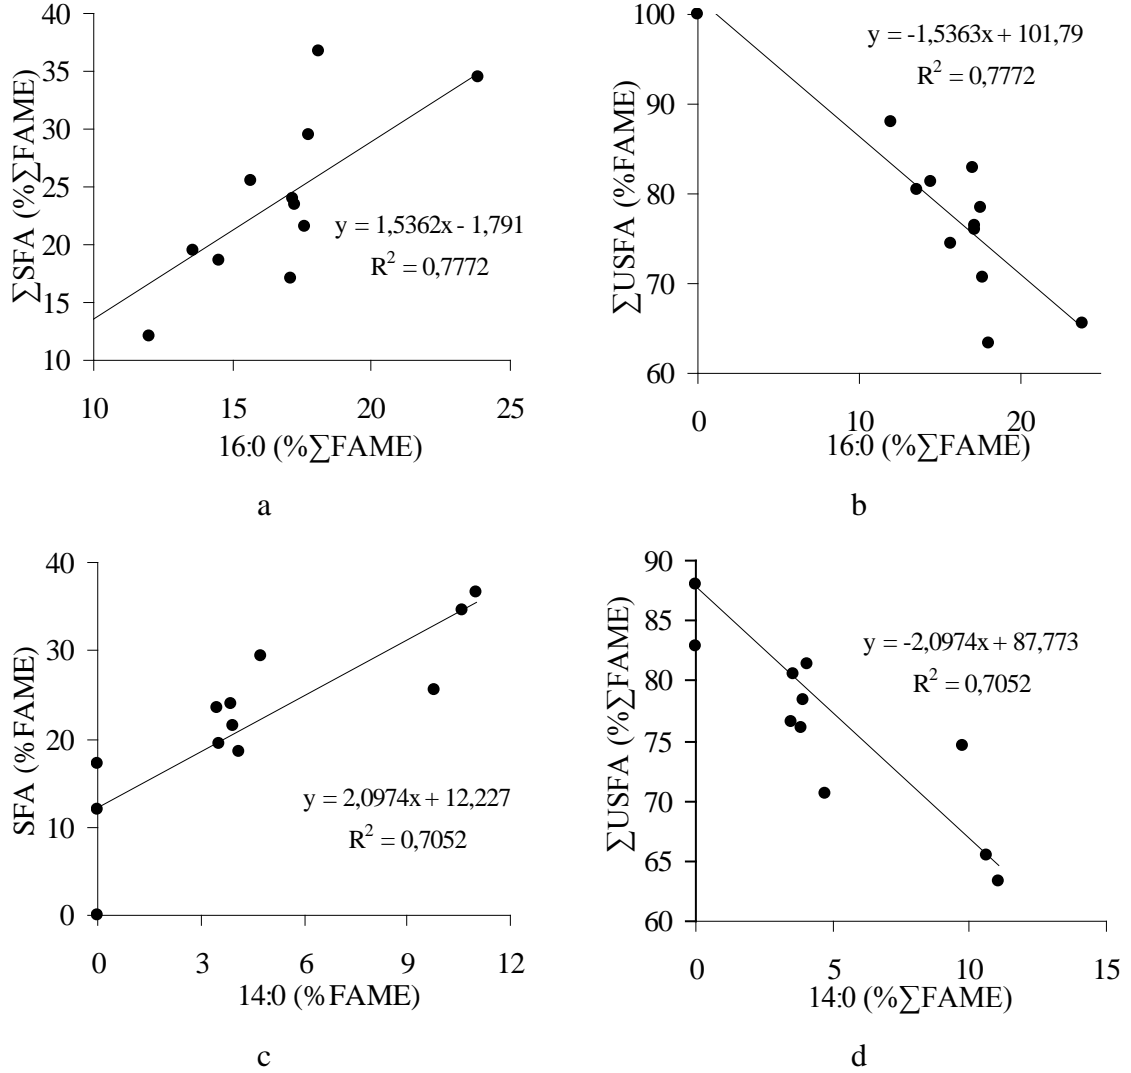 40
35
30
25
20
15
10
∑SFA (%∑FAME)
y = 1,5362x - 1,791
R² = 0,7772
10 15 20 25
16:0 (%∑FAME)
a
100
90
80
70
60
∑USFA (%FAME)
y = -1,5363x + 101,79
R² = 0,7772
0 10 20
16:0 (%∑FAME)
b
40
30
20
10
0
SFA (%FAME)
y = 2,0974x + 12,227
R² = 0,7052
0 3 6 9 12
14:0 (%FAME)
c
90
85
80
75
70
65
60
∑USFA (%∑FAME)
y = -2,0974x + 87,773
R² = 0,7052
0 5 10 15
14:0 (%∑FAME)
d